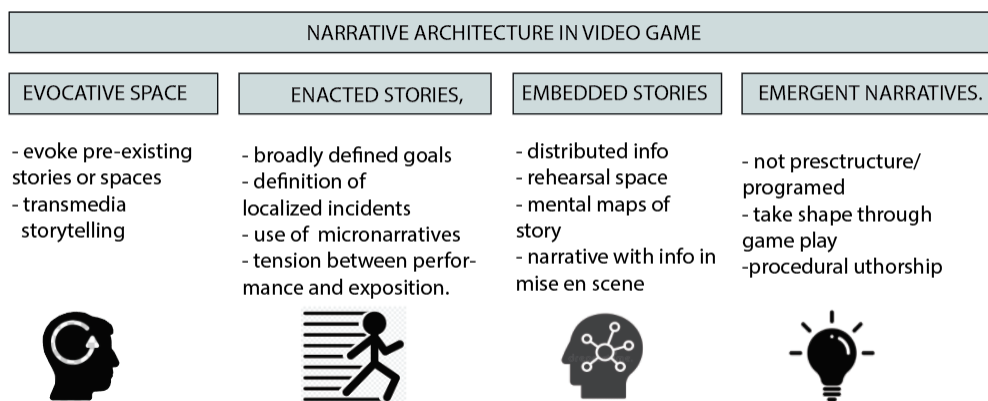 NARRATIVE ARCHITECTURE IN VIDEO GAME
EVOCATIVE SPACE
- evoke pre-existing
stories or spaces
- transmedia
storytelling
ENACTED STORIES,
- broadly defined goals
- definition of
localized incidents
- use of micronarratives
- tension between perfor-
mance and exposition.
EMBEDDED STORIES
- distributed info
- rehearsal space
- mental maps of
story
- narrative with info in
mise en scene
EMERGENT NARRATIVES.
- not presctructure/
programed
- take shape through
game play
-procedural uthorship